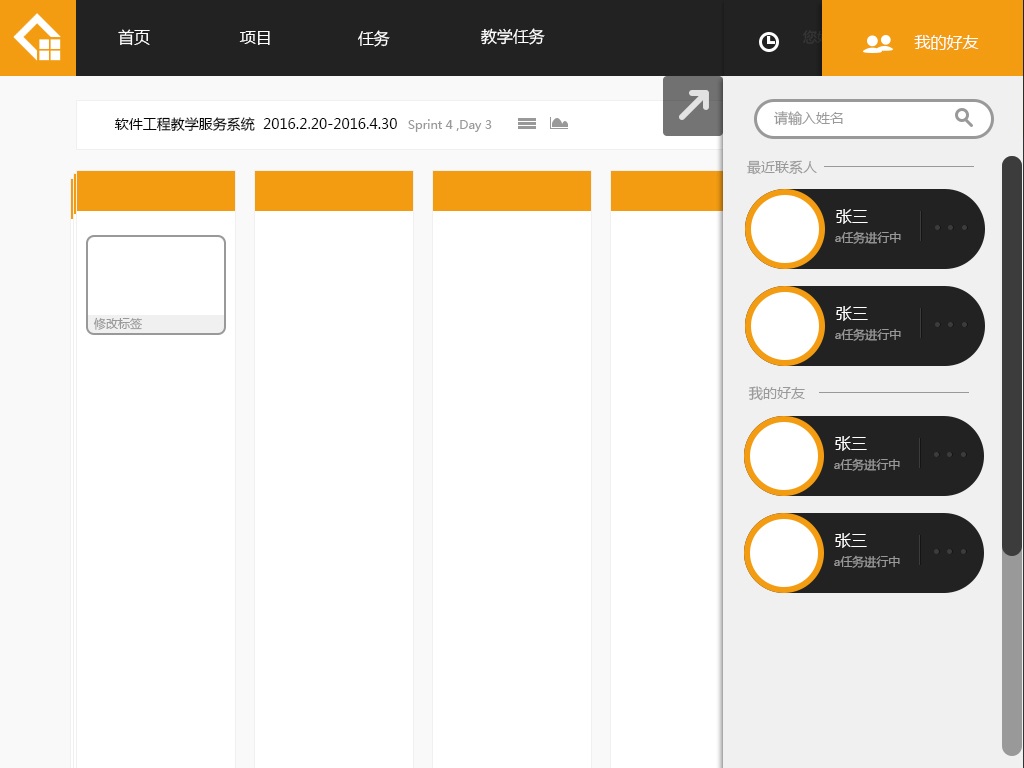 首页 项目 任务 教学任务 我的好友
软件工程教学服务系统 2016.2.20-2016.4.30 Sprint 4 ,Day 3
请输入姓名
最近联系人
张三
a任务进行中
张三
a任务进行中
我的好友
张三
a任务进行中
张三
a任务进行中
修改标签